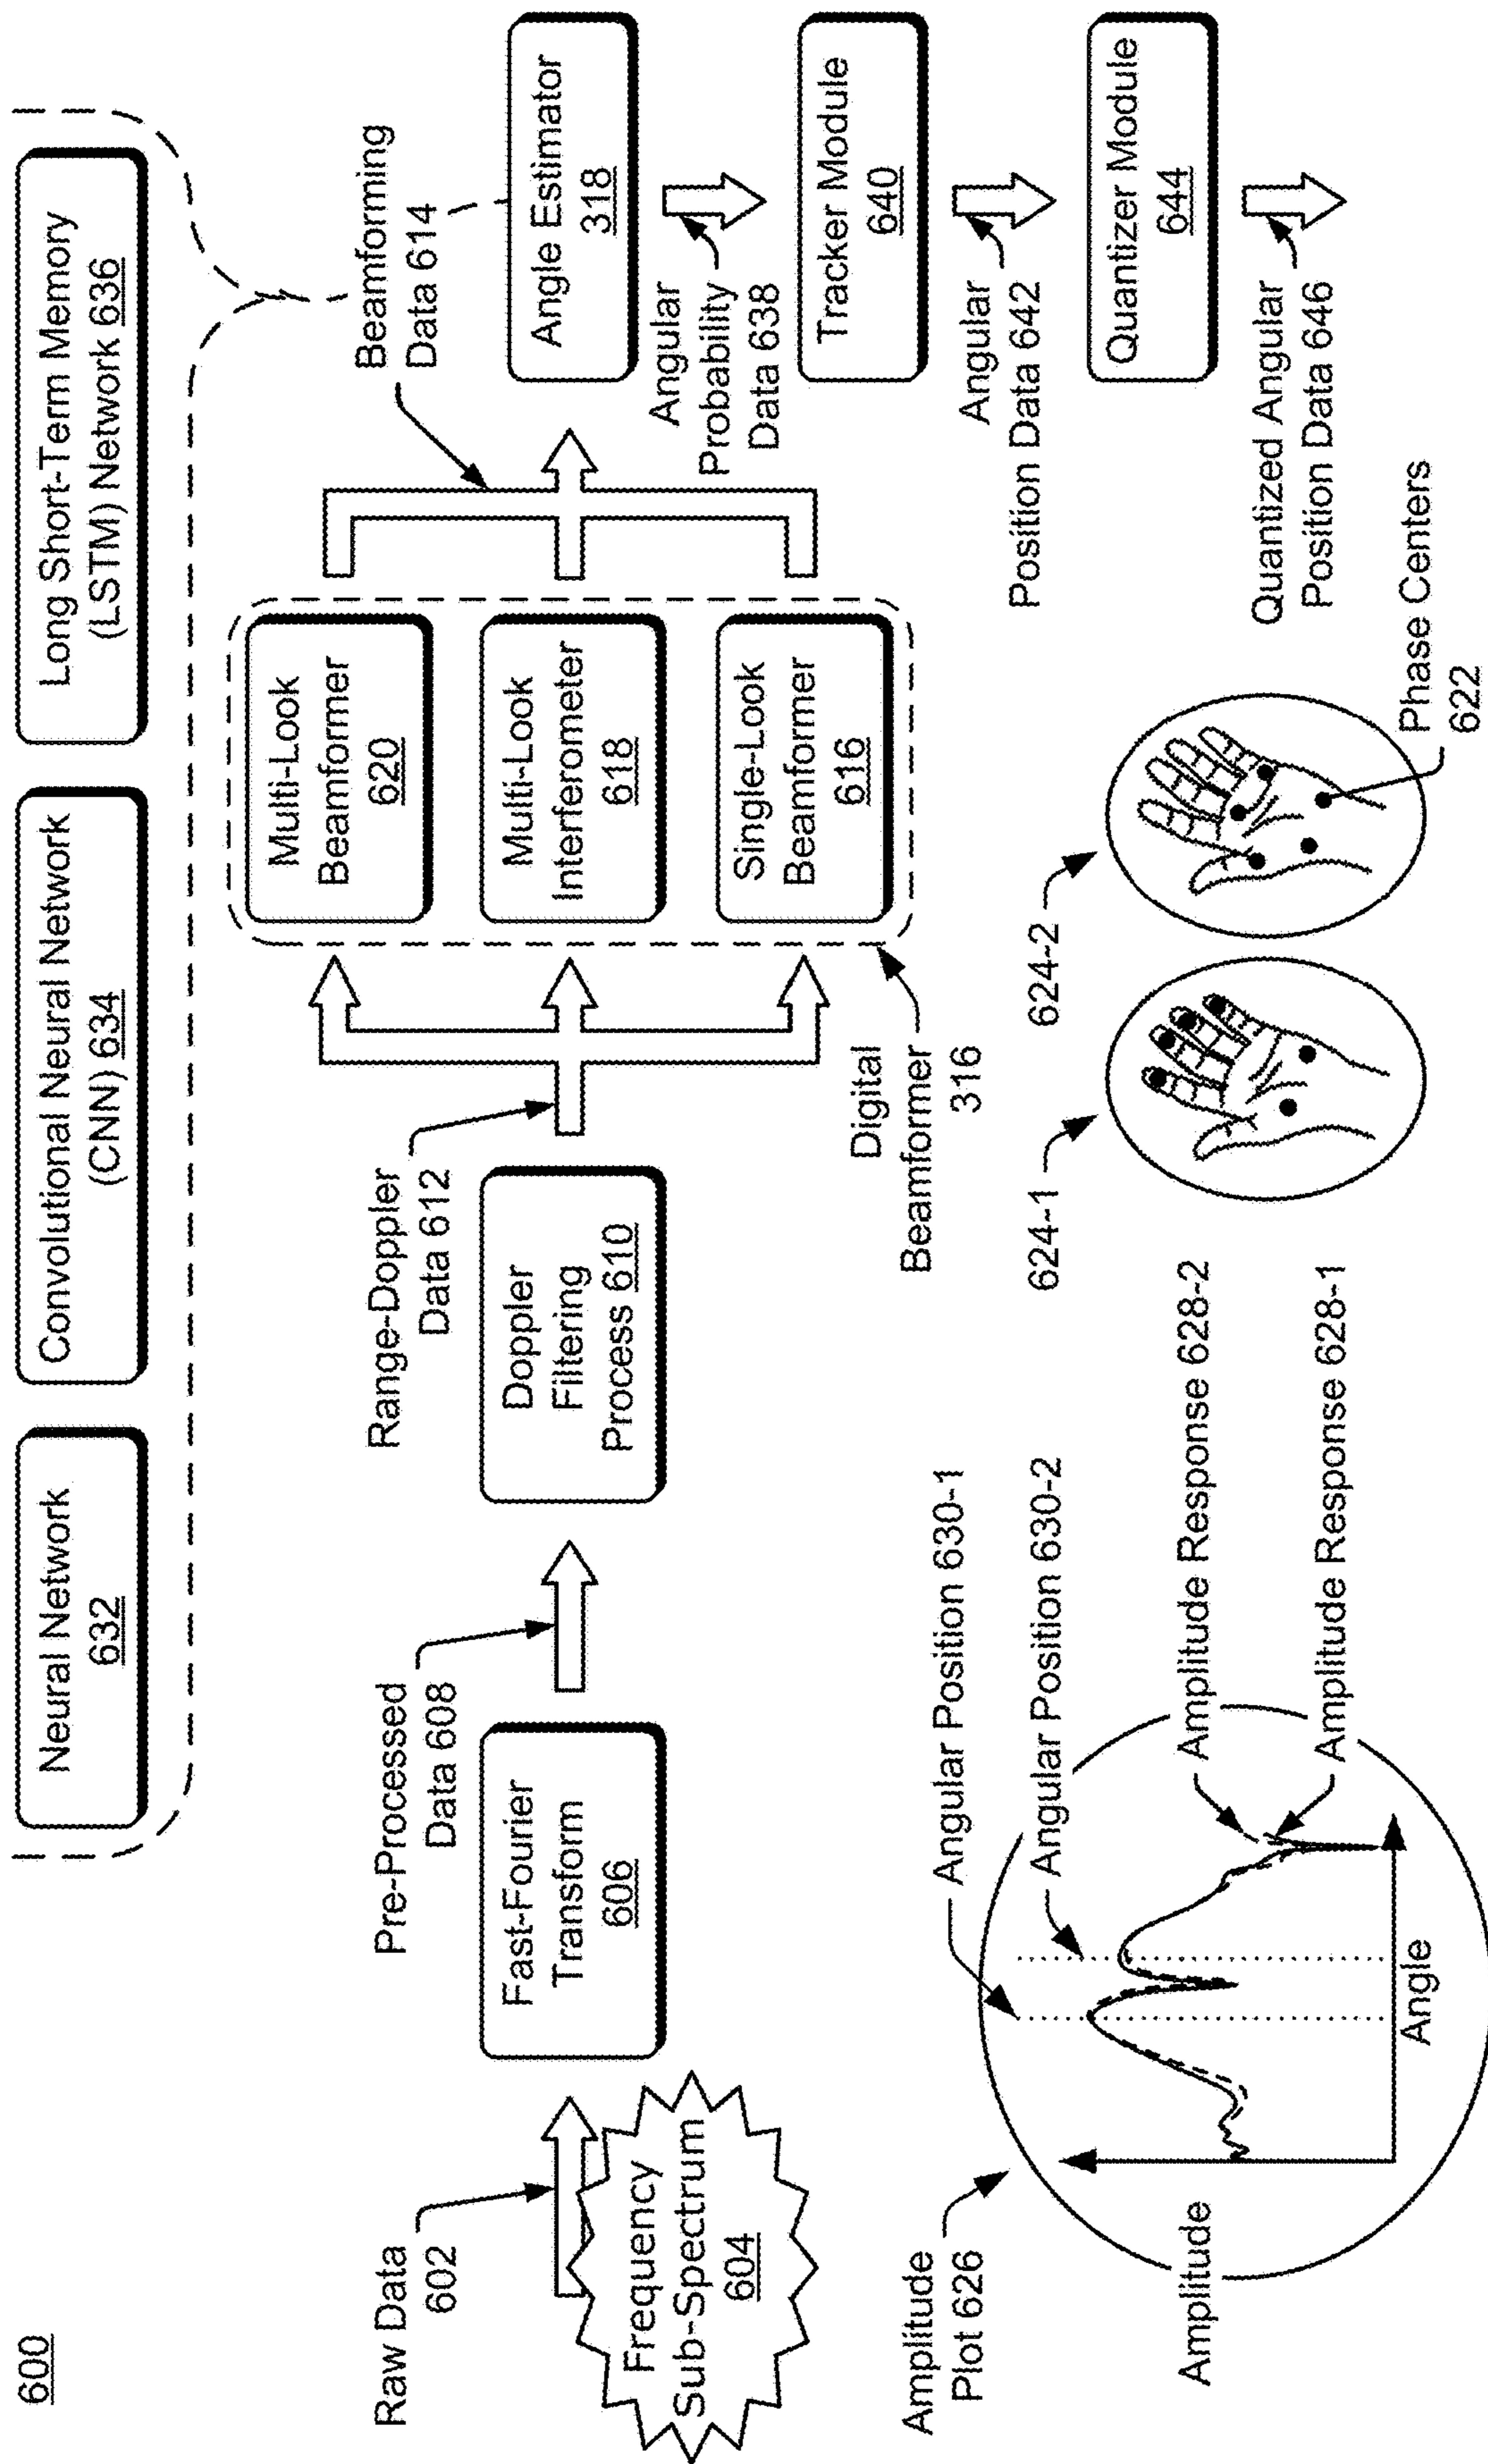 600
Neural Network
632
Convolutional Neural Network
(CNN) 634
Long Short-Term Memory
(LSTM) Network 636
Raw Data
602
Pre-Processed
Data 608
Range-Doppler
Data 612
Beamforming
Data 614
Frequency
Sub-Spectrum
604
Fast-Fourier
Transform
606
Doppler
Filtering
Process 610
Multi-Look
Beamformer
620
Multi-Look
Interferometer
618
Single-Look
Beamformer
616
Digital
Beamformer
316
Angle Estimator
318
Angular
Probability
Data 638
Tracker Module
640
Angular
Position Data 642
Quantizer Module
644
Quantized Angular
Position Data 646
Amplitude
Plot 626
Amplitude
Angle
Angular Position 630-1
Angular Position 630-2
Amplitude Response 628-2
Amplitude Response 628-1
624-1
624-2
Phase Centers
622